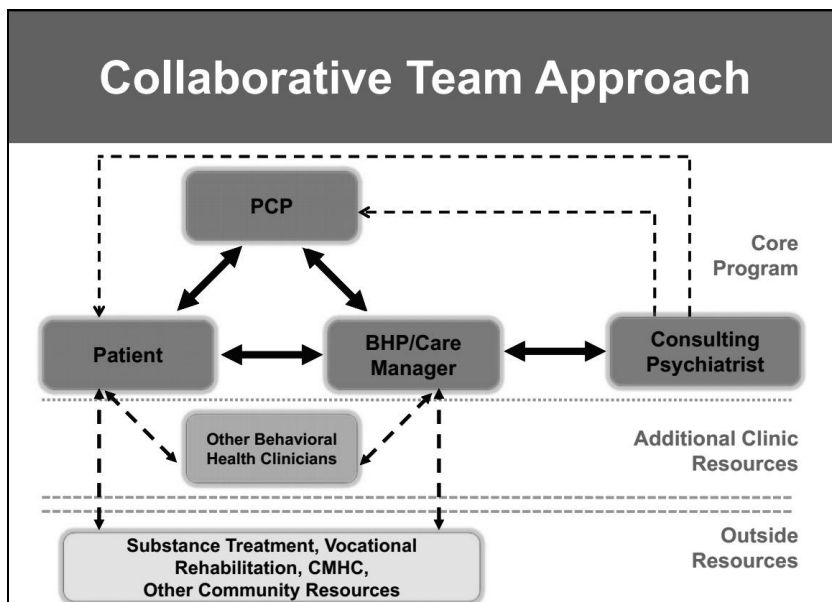 Collaborative Team Approach
PCP
Core
Program
Patient
BHP/Care
Manager
Consulting
Psychiatrist
Other Behavioral
Health Clinicians
Additional Clinic
Resources
Substance Treatment, Vocational
Rehabilitation, CMHC,
Other Community Resources
Outside
Resources